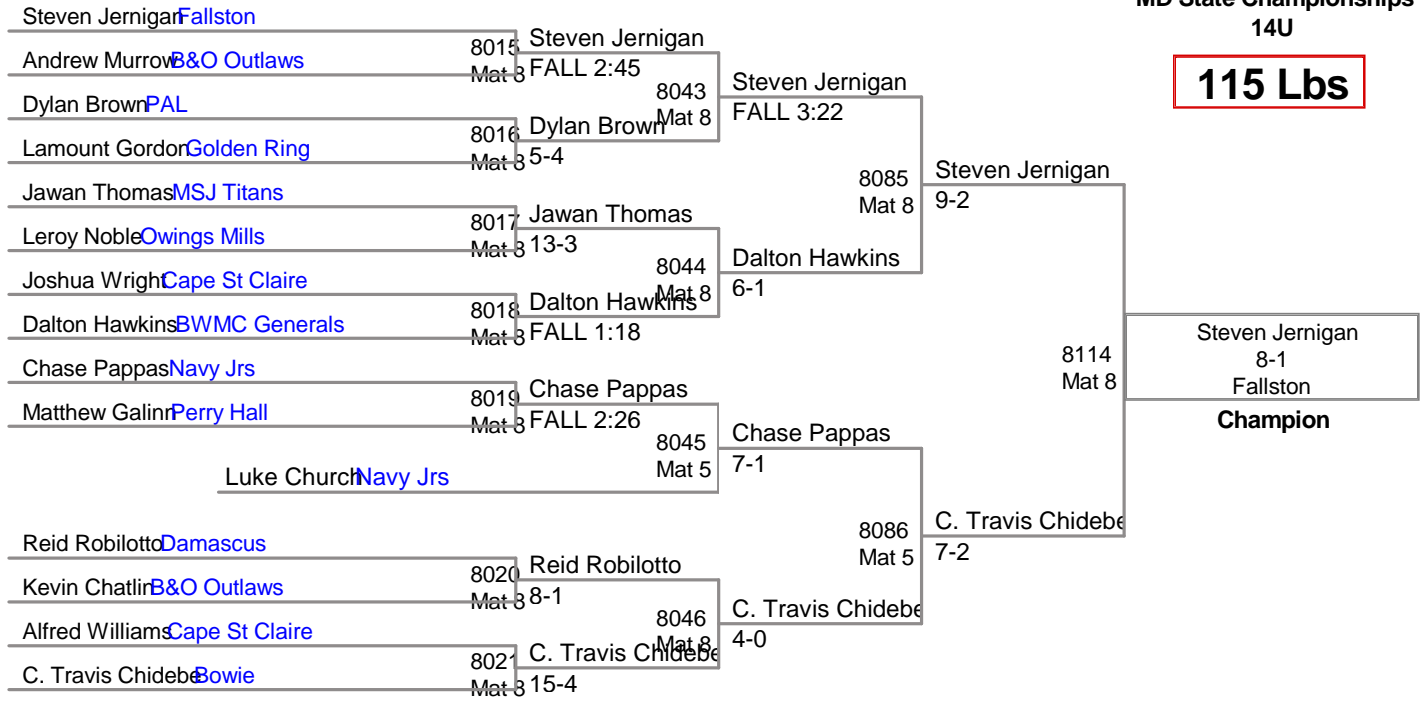 MD State Championships
14U
115 Lbs
Steven Jernigan Fallston
Andrew Murrow B&O Outlaws
Dylan Brown PAL
Lamount Gordon Golden Ring
Jawan Thomas MSJ Titans
Leroy Noble Owings Mills
Joshua Wright Cape St Claire
Dalton Hawkins BWMC Generals
Chase Pappas Navy Jrs
Matthew Galinn Perry Hall
Luke Church Navy Jrs
Reid Robilotto Damascus
Kevin Chatlin B&O Outlaws
Alfred Williams Cape St Claire
C. Travis Chidebe Bowie
8015
Mat 8
Steven Jernigan
FALL 2:45
8016
Mat 8
Dylan Brown
5-4
8017
Mat 8
Jawan Thomas
13-3
8018
Mat 8
Dalton Hawkins
FALL 1:18
8019
Mat 8
Chase Pappas
FALL 2:26
8020
Mat 8
Reid Robilotto
8-1
8021
Mat 8
C. Travis Chidebe
15-4
8043
Mat 8
Steven Jernigan
FALL 3:22
8044
Mat 8
Dalton Hawkins
6-1
8045
Mat 5
Chase Pappas
7-1
8046
Mat 8
C. Travis Chidebe
4-0
8085
Mat 8
Steven Jernigan
9-2
8086
Mat 5
C. Travis Chidebe
7-2
8114
Mat 8
Steven Jernigan
8-1
Fallston
Champion